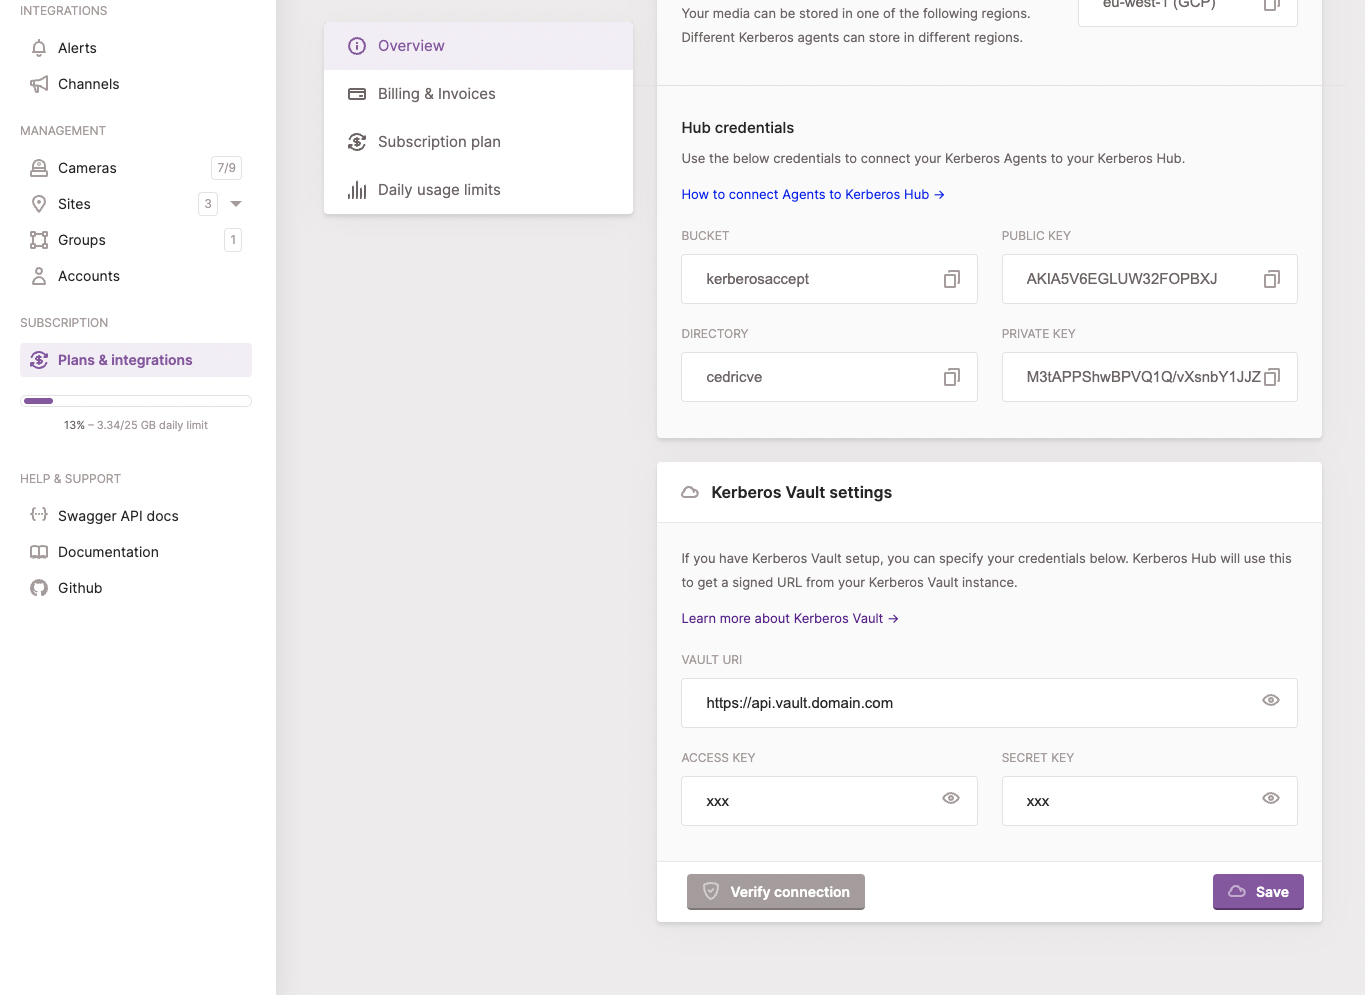 INTEGRATIONS
Alerts
Channels
MANAGEMENT
Cameras 7/9
Sites 3
Groups 1
Accounts
SUBSCRIPTION
Plans & integrations
13% – 3.34/25 GB daily limit
HELP & SUPPORT
Swagger API docs
Documentation
Github
Overview
Billing & Invoices
Subscription plan
Daily usage limits
Your media can be stored in one of the following regions.
Different Kerberos agents can store in different regions.
eu-west-1 (GCP)
Hub credentials
Use the below credentials to connect your Kerberos Agents to your Kerberos Hub.
How to connect Agents to Kerberos Hub →
BUCKET PUBLIC KEY
kerberosaccept AKIA5V6EGLUW32FOPBXJ
DIRECTORY PRIVATE KEY
cedricve M3tAPPShwBPVQ1Q/vXsnbY1JJZ
Kerberos Vault settings
If you have Kerberos Vault setup, you can specify your credentials below. Kerberos Hub will use this
to get a signed URL from your Kerberos Vault instance.
Learn more about Kerberos Vault →
VAULT URI
https://api.vault.domain.com
ACCESS KEY SECRET KEY
xxx xxx
Verify connection Save